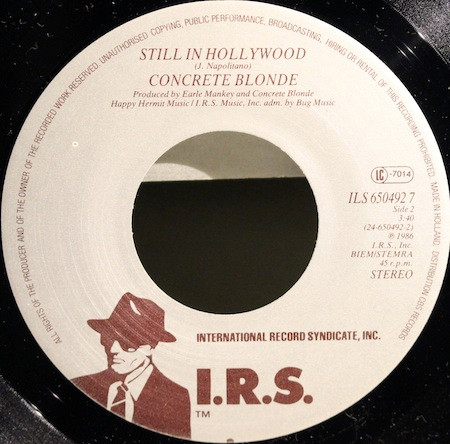 ALL RIGHTS OF THE PRODUCER AND OF THE OWNER OF THE RECORDED WORK RESERVED. UNAUTHORISED COPYING, PUBLIC PERFORMANCE, BROADCASTING, HIRING OR RENTAL OF THIS RECORDING PROHIBITED. MADE IN HOLLAND. DISTRIBUTION CBS RECORDS
STILL IN HOLLYWOOD
(J. Napolitano)
CONCRETE BLONDE
Produced by Earle Mankey and Concrete Blonde
Happy Hermit Music / I.R.S. Music, Inc. adm. by Bug Music
LC -7014
ILS 650492 7
Side 2
3:40
(24-650492-2)
℗ 1986
I.R.S., Inc.
BIEM/STEMRA
45 r.p.m.
STEREO
INTERNATIONAL RECORD SYNDICATE, INC.
I.R.S.
TM